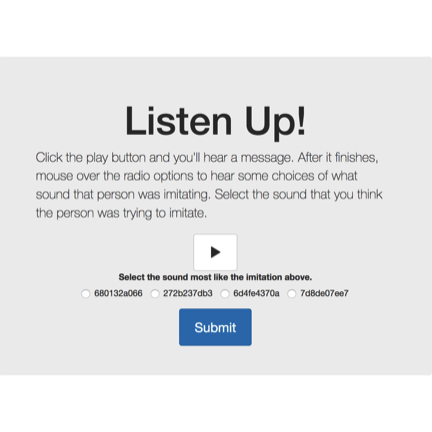 Listen Up!
Click the play button and you'll hear a message. After it finishes,
mouse over the radio options to hear some choices of what
sound that person was imitating. Select the sound that you think
the person was trying to imitate.
Select the sound most like the imitation above.
680132a066 272b237db3 6d4fe4370a 7d8de07ee7
Submit